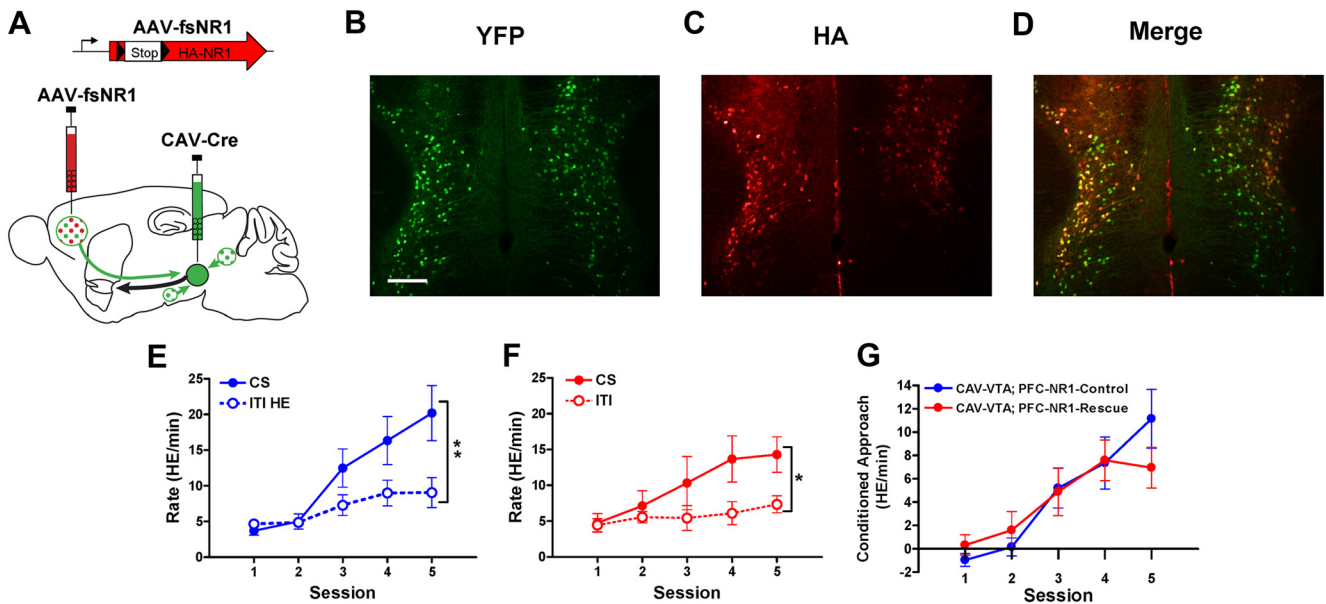 A
AAV-fsNR1
Stop
HA-NR1
AAV-fsNR1
CAV-Cre
B
YFP
C
HA
D
Merge
E
CS
ITI HE
Rate (HE/min)
25
20
15
10
5
0
1 2 3 4 5
Session
**
F
CS
ITI
Rate (HE/min)
25
20
15
10
5
0
1 2 3 4 5
Session
*
G
CAV-VTA; PFC-NR1-Control
CAV-VTA; PFC-NR1-Rescue
Conditioned Approach
(HE/min)
14
12
10
8
6
4
2
0
-2
1 2 3 4 5
Session